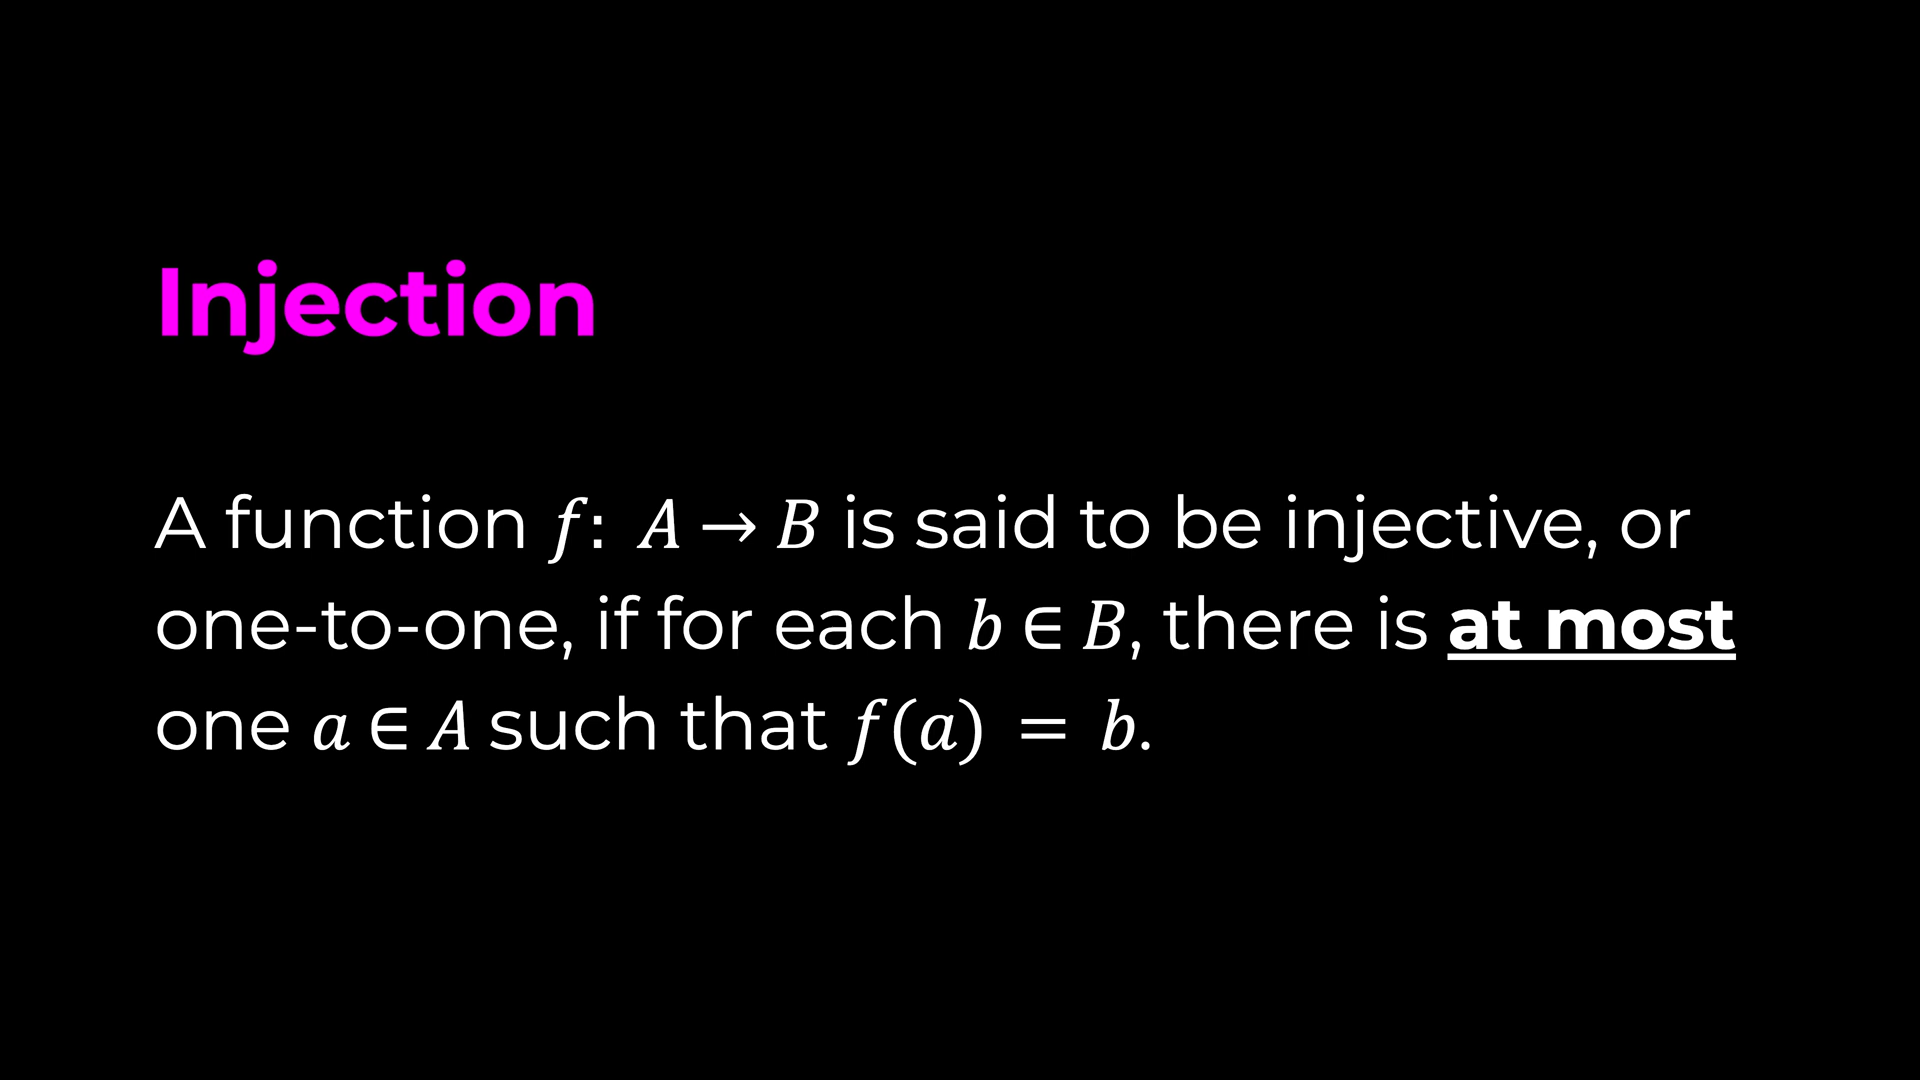 Injection
A function 𝑓: 𝐴 → 𝐵 is said to be injective, or
one-to-one, if for each 𝑏 ∈ 𝐵, there is at most
one 𝑎 ∈ 𝐴 such that 𝑓(𝑎) = 𝑏.